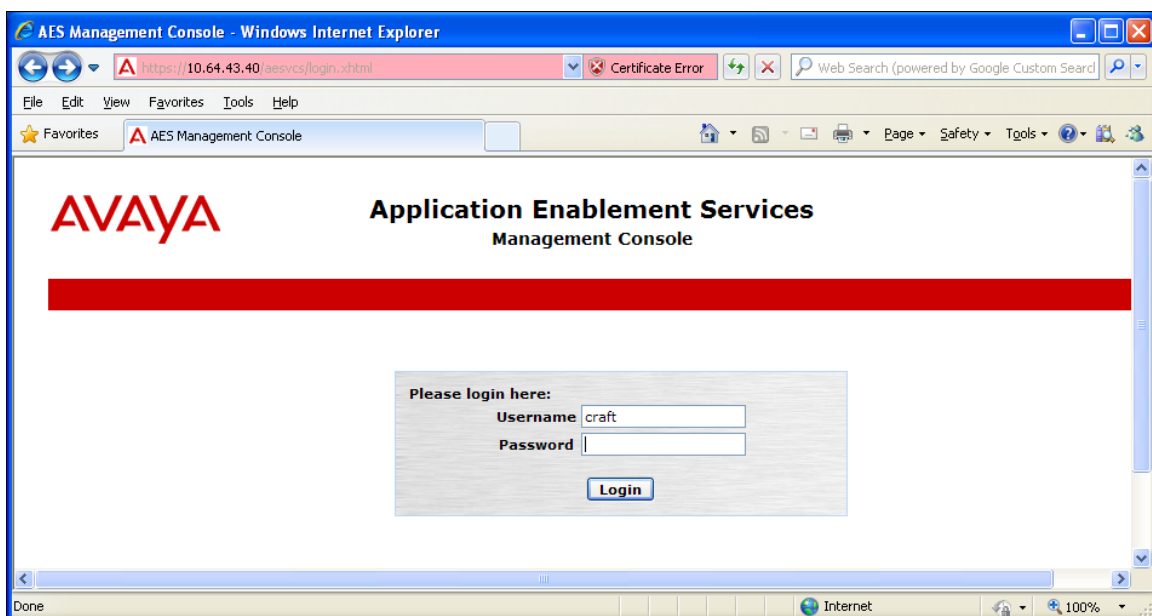 AES Management Console - Windows Internet Explorer
https://10.64.43.40/aesvcs/login.xhtml
Certificate Error
Web Search (powered by Google Custom Searcl
File Edit View Favorites Tools Help
Favorites
AES Management Console
Page Safety Tools
AVAYA
Application Enablement Services
Management Console
Please login here:
Username craft
Password
Login
Done
Internet
100%